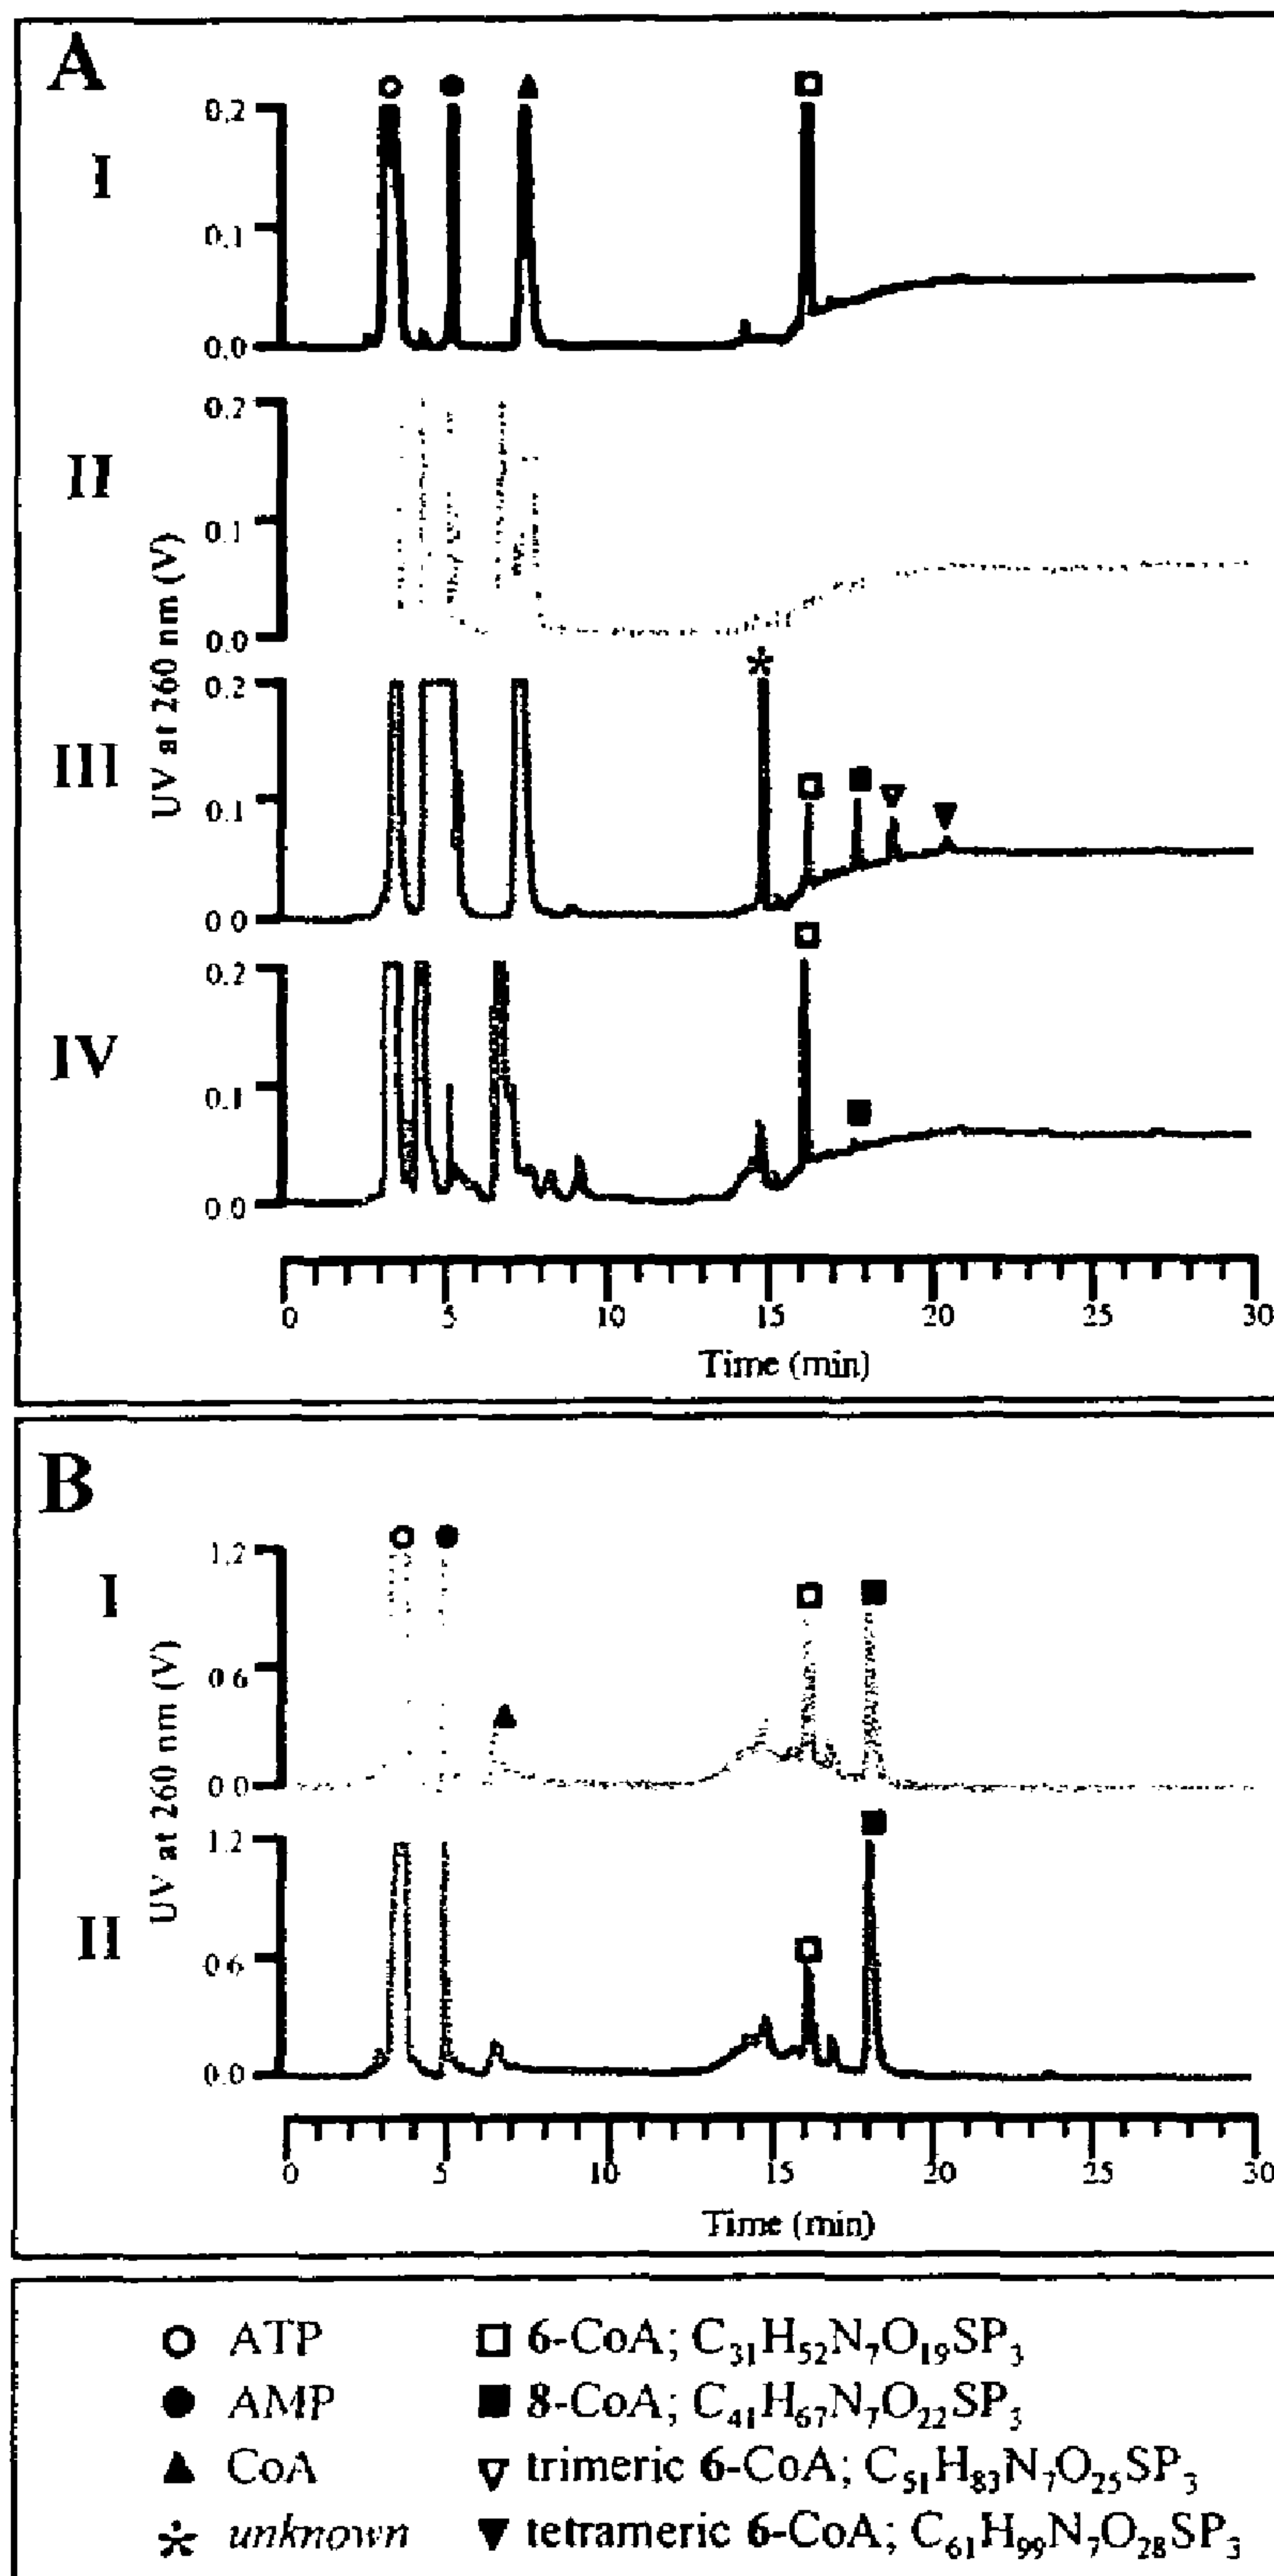 A
I
0.2
0.1
0.0
II
0.2
0.1
0.0
UV at 260 nm (V)
III
0.2
0.1
0 0
*
IV
0.2
0.1
0.0
0 5 10 15 20 25 30
Time (min)
B
I
1.2
0 6
0 0
UV at 260 nm (V)
II
1.2
0 6
0.0
0 5 10 15 20 25 30
Time (min)
○ ATP
● AMP
▲ CoA
* unknown
□ 6-CoA; C₃₁H₅₂N₇O₁₉SP₃
■ 8-CoA; C₄₁H₆₇N₇O₂₂SP₃
▽ trimeric 6-CoA; C₅₁H₈₃N₇O₂₅SP₃
▼ tetrameric 6-CoA; C₆₁H₉₉N₇O₂₈SP₃